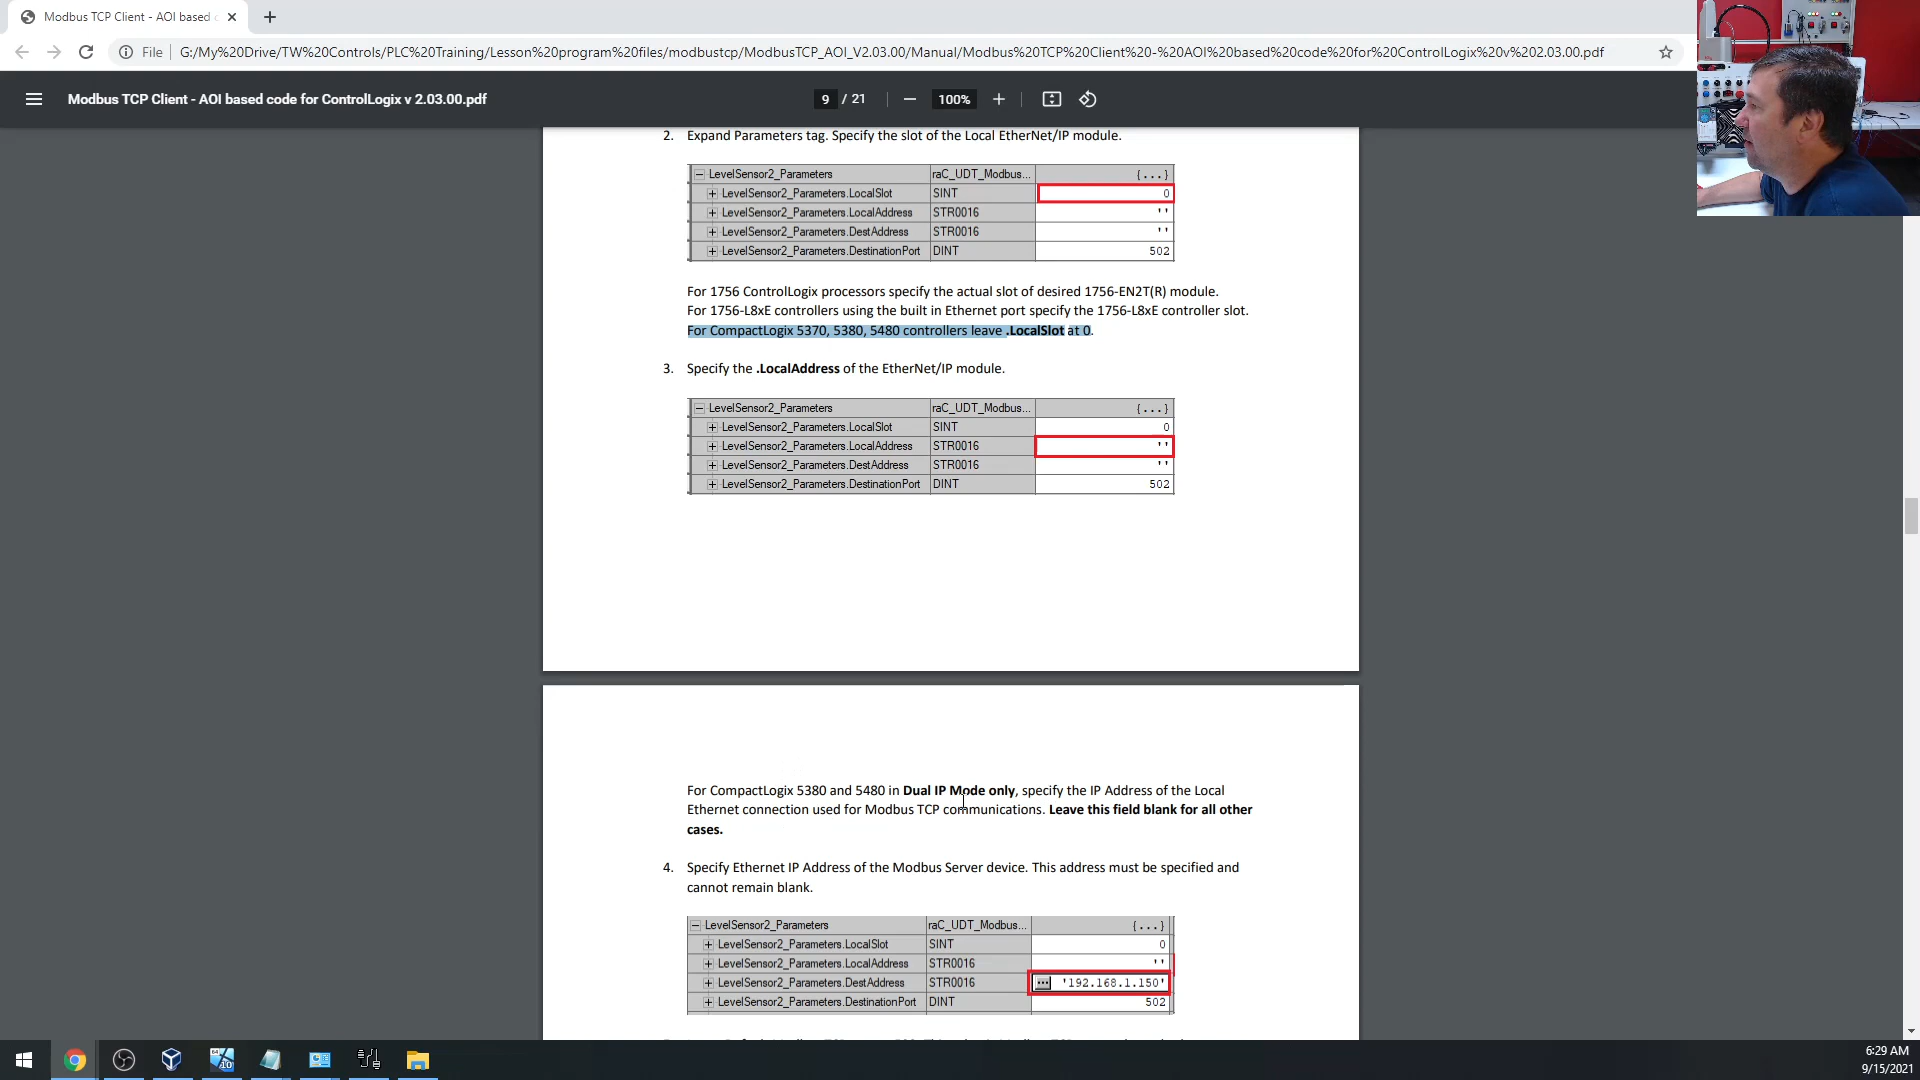 Modbus TCP Client - AOI based c
File
G:/My%20Drive/TW%20Controls/PLC%20Training/Lesson%20program%20files/modbustcp/ModbusTCP_AOI_V2.03.00/Manual/Modbus%20TCP%20Client%20-%20AOI%20based%20code%20for%20ControlLogix%20v%202.03.00.pdf
Modbus TCP Client - AOI based code for ControlLogix v 2.03.00.pdf
9 / 21
100%
2. Expand Parameters tag. Specify the slot of the Local EtherNet/IP module.
LevelSensor2_Parameters raC_UDT_Modbus... {...}
LevelSensor2_Parameters.LocalSlot SINT 0
LevelSensor2_Parameters.LocalAddress STR0016 ''
LevelSensor2_Parameters.DestAddress STR0016 ''
LevelSensor2_Parameters.DestinationPort DINT 502
For 1756 ControlLogix processors specify the actual slot of desired 1756-EN2T(R) module.
For 1756-L8xE controllers using the built in Ethernet port specify the 1756-L8xE controller slot.
For CompactLogix 5370, 5380, 5480 controllers leave .LocalSlot at 0.
3. Specify the .LocalAddress of the EtherNet/IP module.
LevelSensor2_Parameters raC_UDT_Modbus... {...}
LevelSensor2_Parameters.LocalSlot SINT 0
LevelSensor2_Parameters.LocalAddress STR0016 ''
LevelSensor2_Parameters.DestAddress STR0016 ''
LevelSensor2_Parameters.DestinationPort DINT 502
For CompactLogix 5380 and 5480 in Dual IP Mode only, specify the IP Address of the Local
Ethernet connection used for Modbus TCP communications. Leave this field blank for all other
cases.
4. Specify Ethernet IP Address of the Modbus Server device. This address must be specified and
cannot remain blank.
LevelSensor2_Parameters raC_UDT_Modbus... {...}
LevelSensor2_Parameters.LocalSlot SINT 0
LevelSensor2_Parameters.LocalAddress STR0016 ''
LevelSensor2_Parameters.DestAddress STR0016 ... '192.168.1.150'
LevelSensor2_Parameters.DestinationPort DINT 502
6:29 AM
9/15/2021